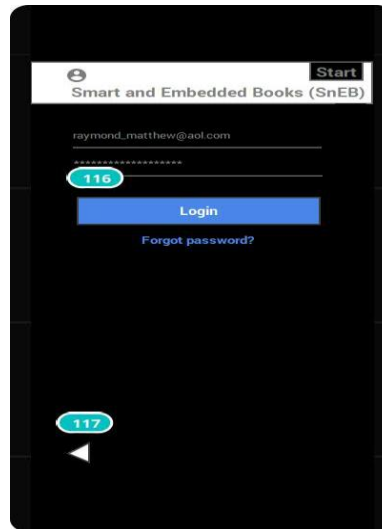 Start
Smart and Embedded Books (SnEB)
raymond_matthew@aol.com
*******************
116
Login
Forgot password?
117